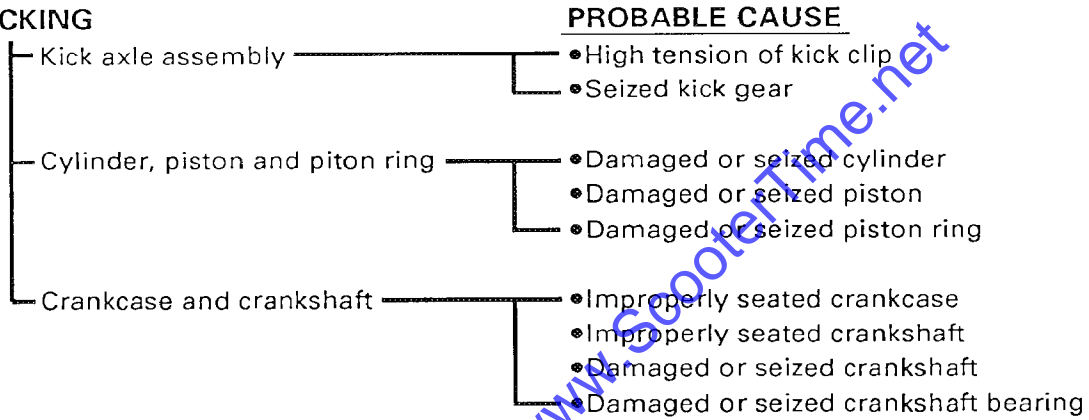 CKING
PROBABLE CAUSE
Kick axle assembly
•High tension of kick clip
•Seized kick gear
Cylinder, piston and piton ring
•Damaged or seized cylinder
•Damaged or seized piston
•Damaged or seized piston ring
Crankcase and crankshaft
•Improperly seated crankcase
•Improperly seated crankshaft
•Damaged or seized crankshaft
•Damaged or seized crankshaft bearing
www.ScooterTime.net